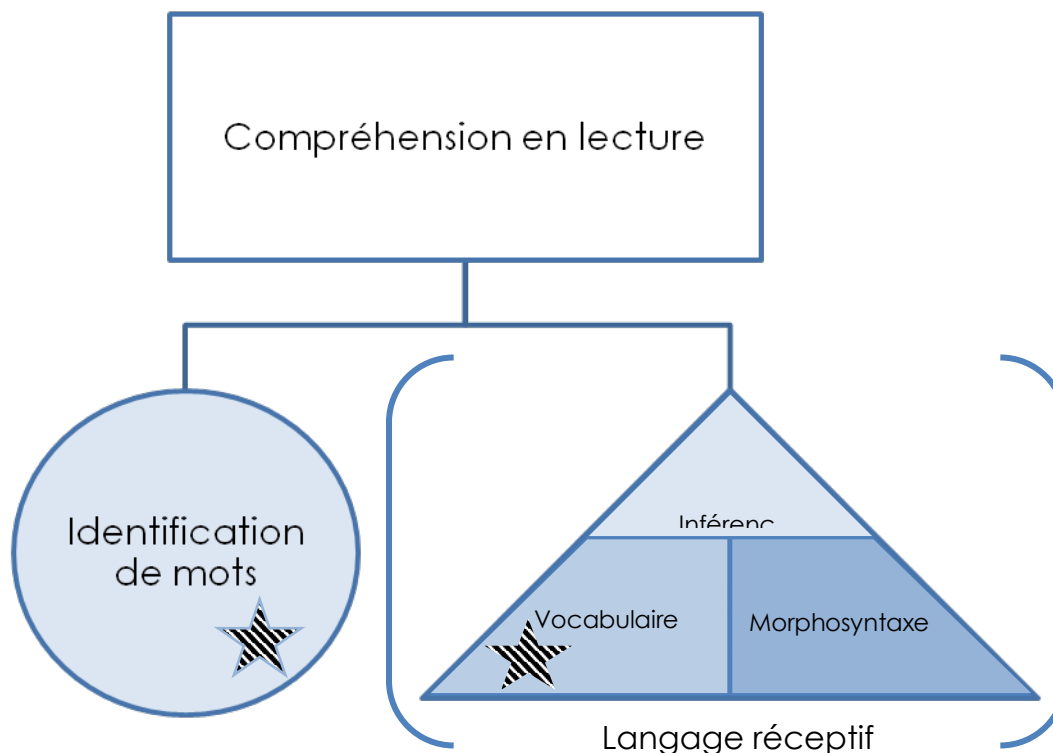 Compréhension en lecture
Identification
de mots
Inférenc
Vocabulaire
Morphosyntaxe
Langage réceptif